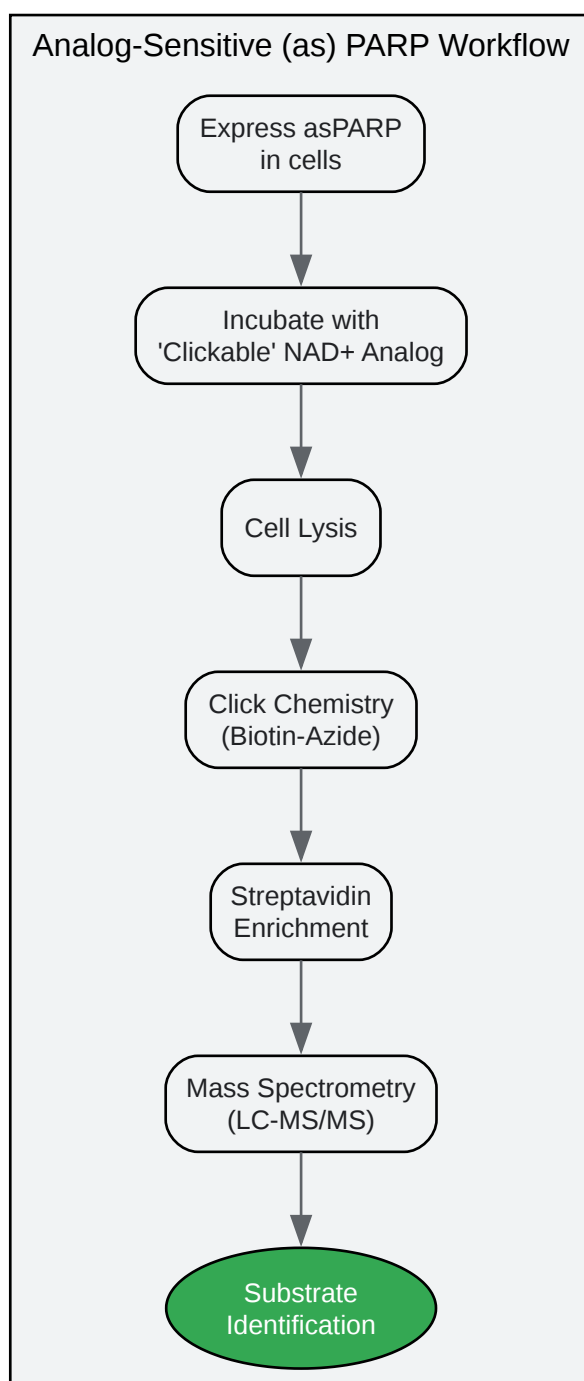 Analog-Sensitive (as) PARP Workflow
Express asPARP
in cells
Incubate with
'Clickable' NAD+ Analog
Cell Lysis
Click Chemistry
(Biotin-Azide)
Streptavidin
Enrichment
Mass Spectrometry
(LC-MS/MS)
Substrate
Identification